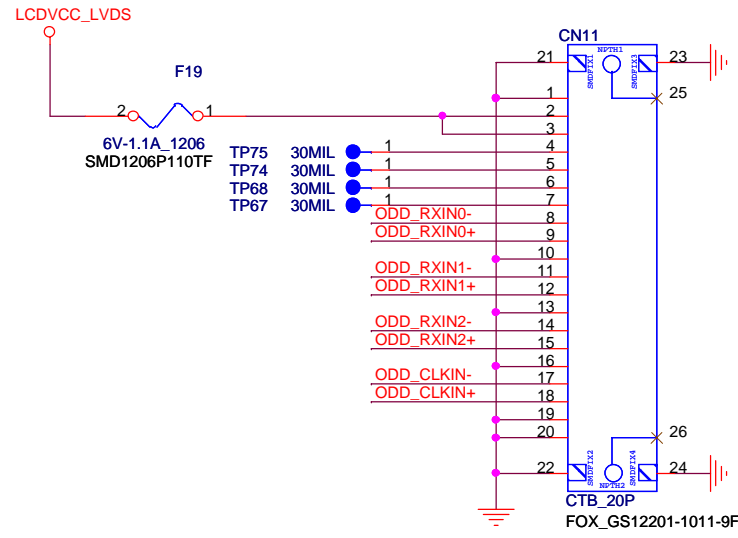 LCDVCC_LVDS
F19
2
1
6V-1.1A_1206
SMD1206P110TF
TP75 30MIL 1
TP74 30MIL 1
TP68 30MIL 1
TP67 30MIL 1
ODD_RXIN0-
ODD_RXIN0+
ODD_RXIN1-
ODD_RXIN1+
ODD_RXIN2-
ODD_RXIN2+
ODD_CLKIN-
ODD_CLKIN+
CN11
21
1
2
3
4
5
6
7
8
9
10
11
12
13
14
15
16
17
18
19
20
22
NPTH1
SMDFIX1
SMDFIX3
23
25
26
24
SMDFIX2
SMDFIX4
NPTH2
CTB_20P
FOX_GS12201-1011-9F